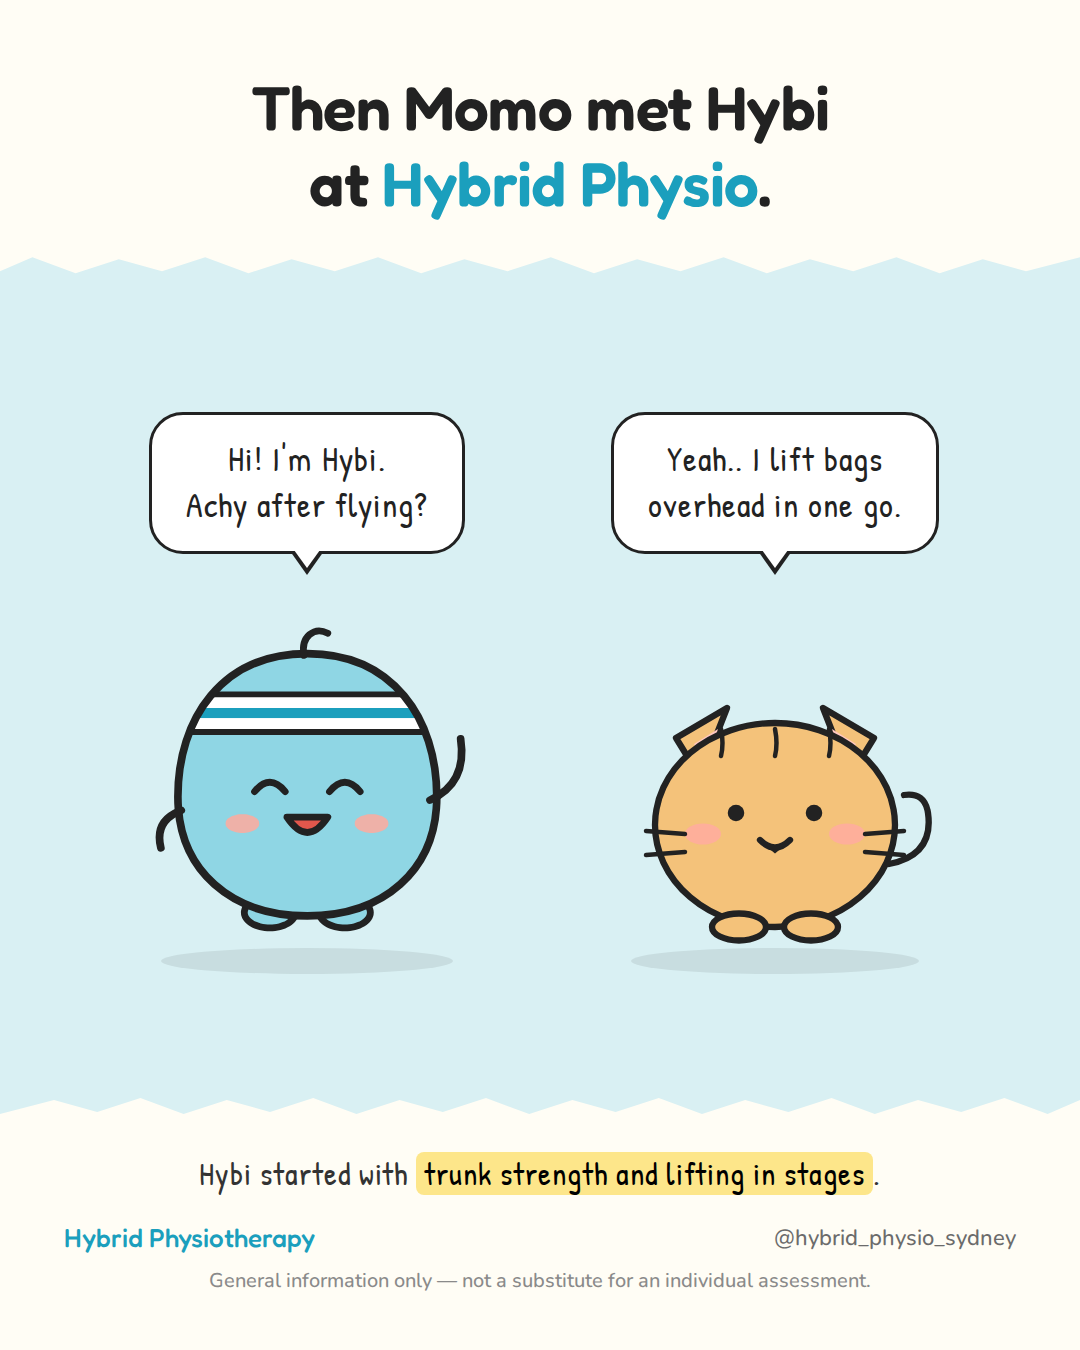 Then Momo met Hybi
at Hybrid Physio.
Hi! I'm Hybi.
Achy after flying?
Yeah.. I lift bags
overhead in one go.
Hybi started with trunk strength and lifting in stages.
Hybrid Physiotherapy
@hybrid_physio_sydney
General information only — not a substitute for an individual assessment.